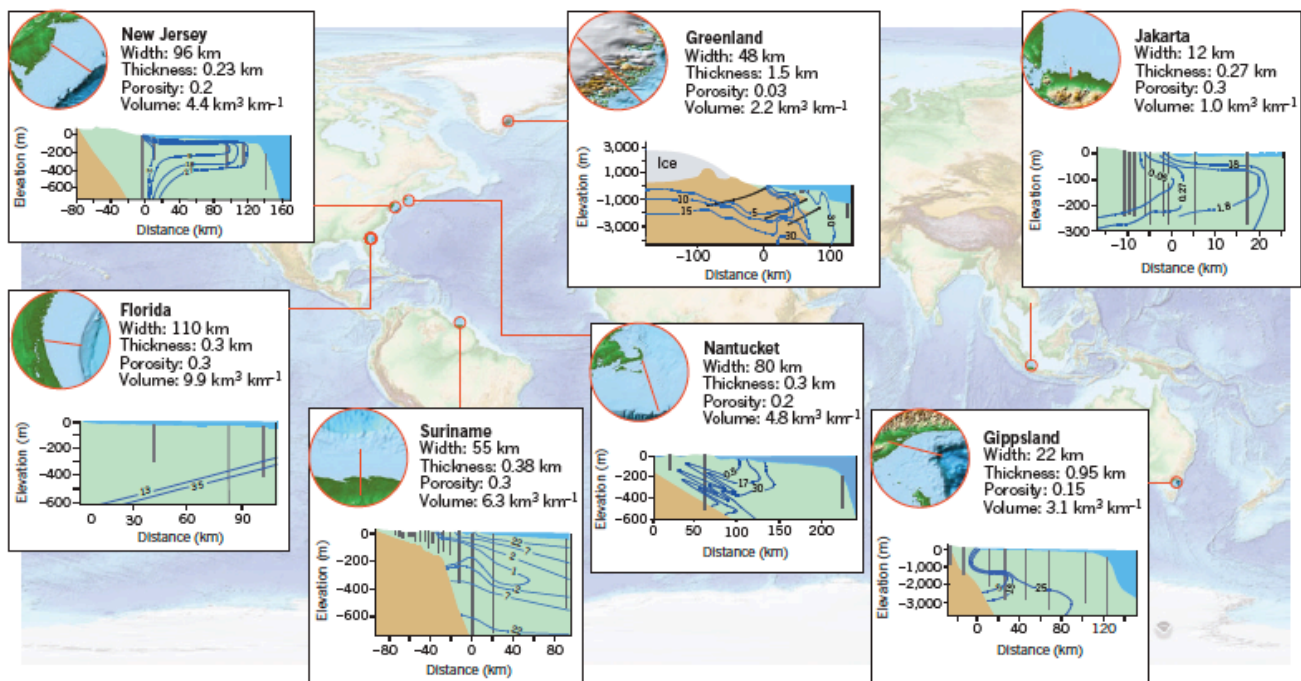 New Jersey
Width: 96 km
Thickness: 0.23 km
Porosity: 0.2
Volume: 4.4 km³ km⁻¹
Elevation (m)
0
−200
−400
−600
−80 −40 0 40 80 120 160
Distance (km)
Greenland
Width: 48 km
Thickness: 1.5 km
Porosity: 0.03
Volume: 2.2 km³ km⁻¹
Elevation (m)
3,000
1,000
−1,000
−3,000
Ice
10
15
5
30
30
−100 0 100
Distance (km)
Jakarta
Width: 12 km
Thickness: 0.27 km
Porosity: 0.3
Volume: 1.0 km³ km⁻¹
Elevation (m)
0
−100
−200
−300
18
0.27
1.8
−10 0 10 20
Distance (km)
Florida
Width: 110 km
Thickness: 0.3 km
Porosity: 0.3
Volume: 9.9 km³ km⁻¹
Elevation (m)
0
−200
−400
−600
13
35
0 30 60 90
Distance (km)
Suriname
Width: 55 km
Thickness: 0.38 km
Porosity: 0.3
Volume: 6.3 km³ km⁻¹
Elevation (m)
0
−200
−400
−600
22
7
2
1
2
7
22
−80 −40 0 40 80
Distance (km)
Nantucket
Width: 80 km
Thickness: 0.3 km
Porosity: 0.2
Volume: 4.8 km³ km⁻¹
Elevation (m)
0
−200
−400
−600
0.5
17
30
0 50 100 150 200
Distance (km)
Gippsland
Width: 22 km
Thickness: 0.95 km
Porosity: 0.15
Volume: 3.1 km³ km⁻¹
Elevation (m)
0
−1,000
−2,000
−3,000
25
0 40 80 120
Distance (km)